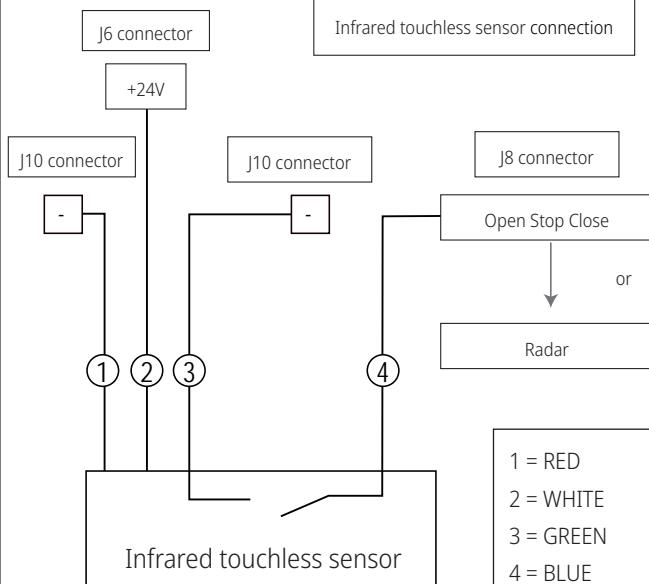 J6 connector
Infrared touchless sensor connection
+24V
J10 connector
J10 connector
J8 connector
-
-
Open Stop Close
or
Radar
1
2
3
4
1 = RED
2 = WHITE
3 = GREEN
4 = BLUE
Infrared touchless sensor